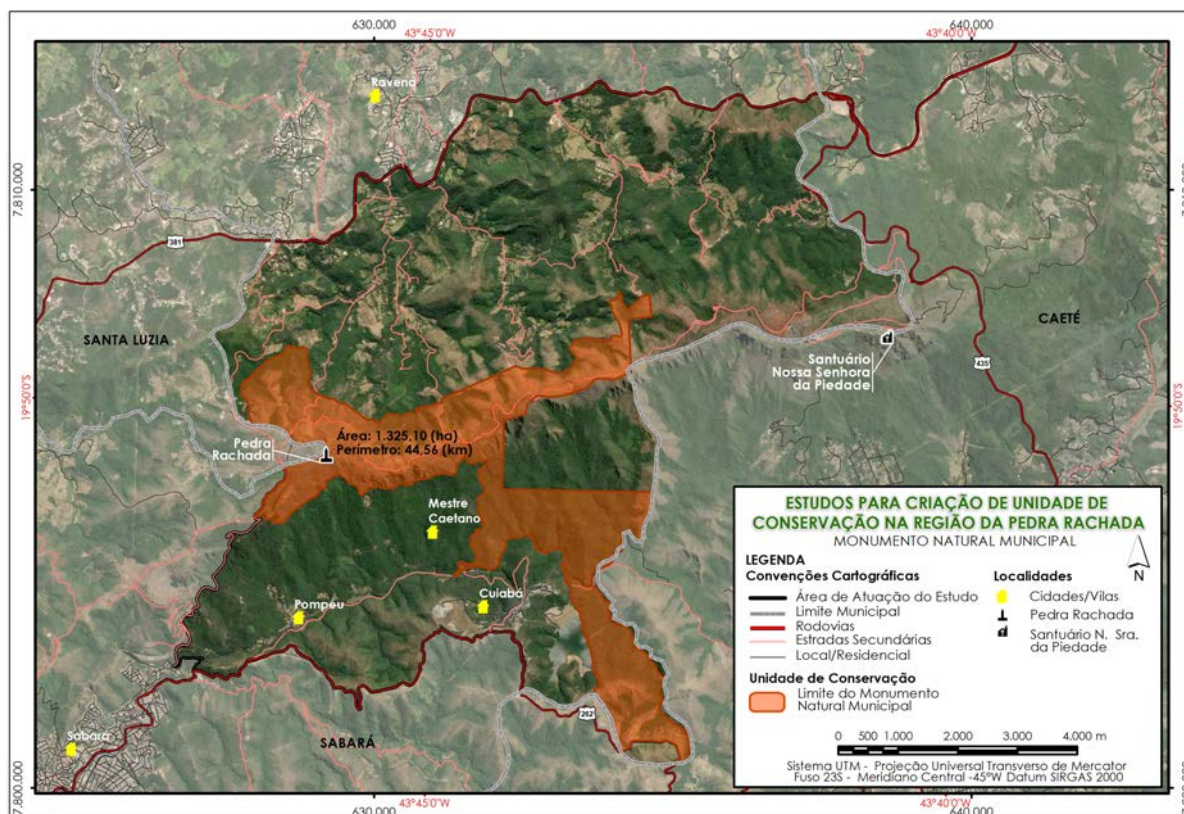 630.000
640.000
43°45'0"W
43°40'0"W
Ravena
7.810.000
381
SANTA LUZIA
CAETÉ
Santuário
Nossa Senhora
da Piedade
435
19°50'0"S
19°50'0"S
Pedra
Rachada
Área: 1.325,10 (ha)
Perímetro: 44,56 (km)
Mestre
Caetano
Pompéu
Cuiabá
Sabará
SABARÁ
262
ESTUDOS PARA CRIAÇÃO DE UNIDADE DE
CONSERVAÇÃO NA REGIÃO DA PEDRA RACHADA
MONUMENTO NATURAL MUNICIPAL
N
LEGENDA
Convenções Cartográficas
Área de Atuação do Estudo
Limite Municipal
Rodovias
Estradas Secundárias
Local/Residencial
Localidades
Cidades/Vilas
Pedra Rachada
Santuário N. Sra.
da Piedade
Unidade de Conservação
Limite do Monumento
Natural Municipal
0 500 1.000 2.000 3.000 4.000 m
Sistema UTM - Projeção Universal Transverso de Mercator
Fuso 23S - Meridiano Central -45°W Datum SIRGAS 2000
7.800.000
630.000
43°45'0"W
43°40'0"W
640.000